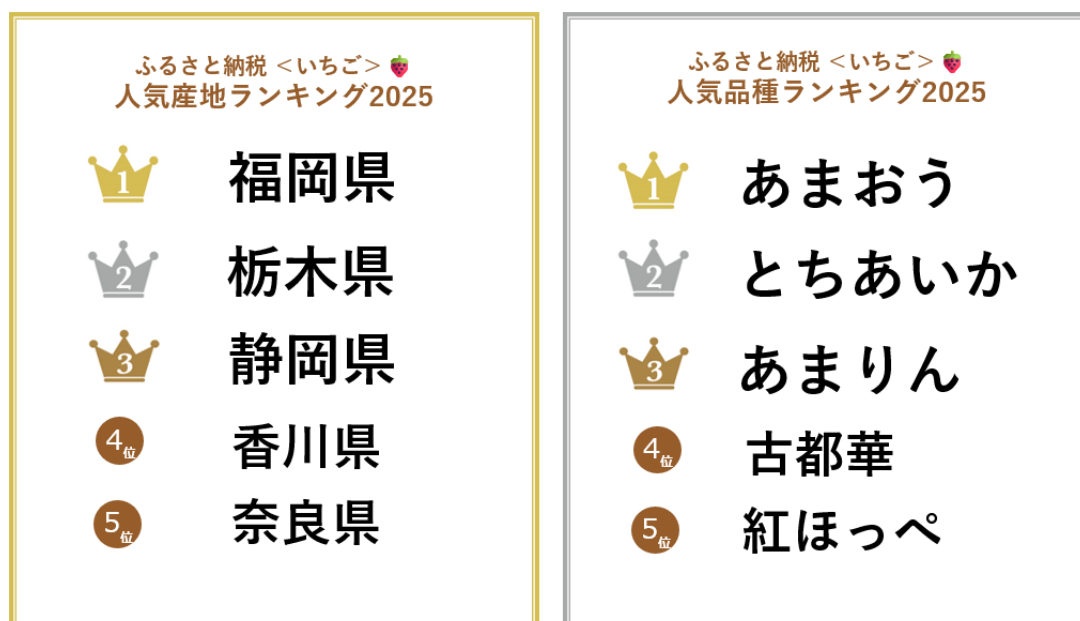 ふるさと納税 <いちご>
人気産地ランキング2025
1 福岡県
2 栃木県
3 静岡県
4位 香川県
5位 奈良県
ふるさと納税 <いちご>
人気品種ランキング2025
1 あまおう
2 とちあいか
3 あまりん
4位 古都華
5位 紅ほっぺ